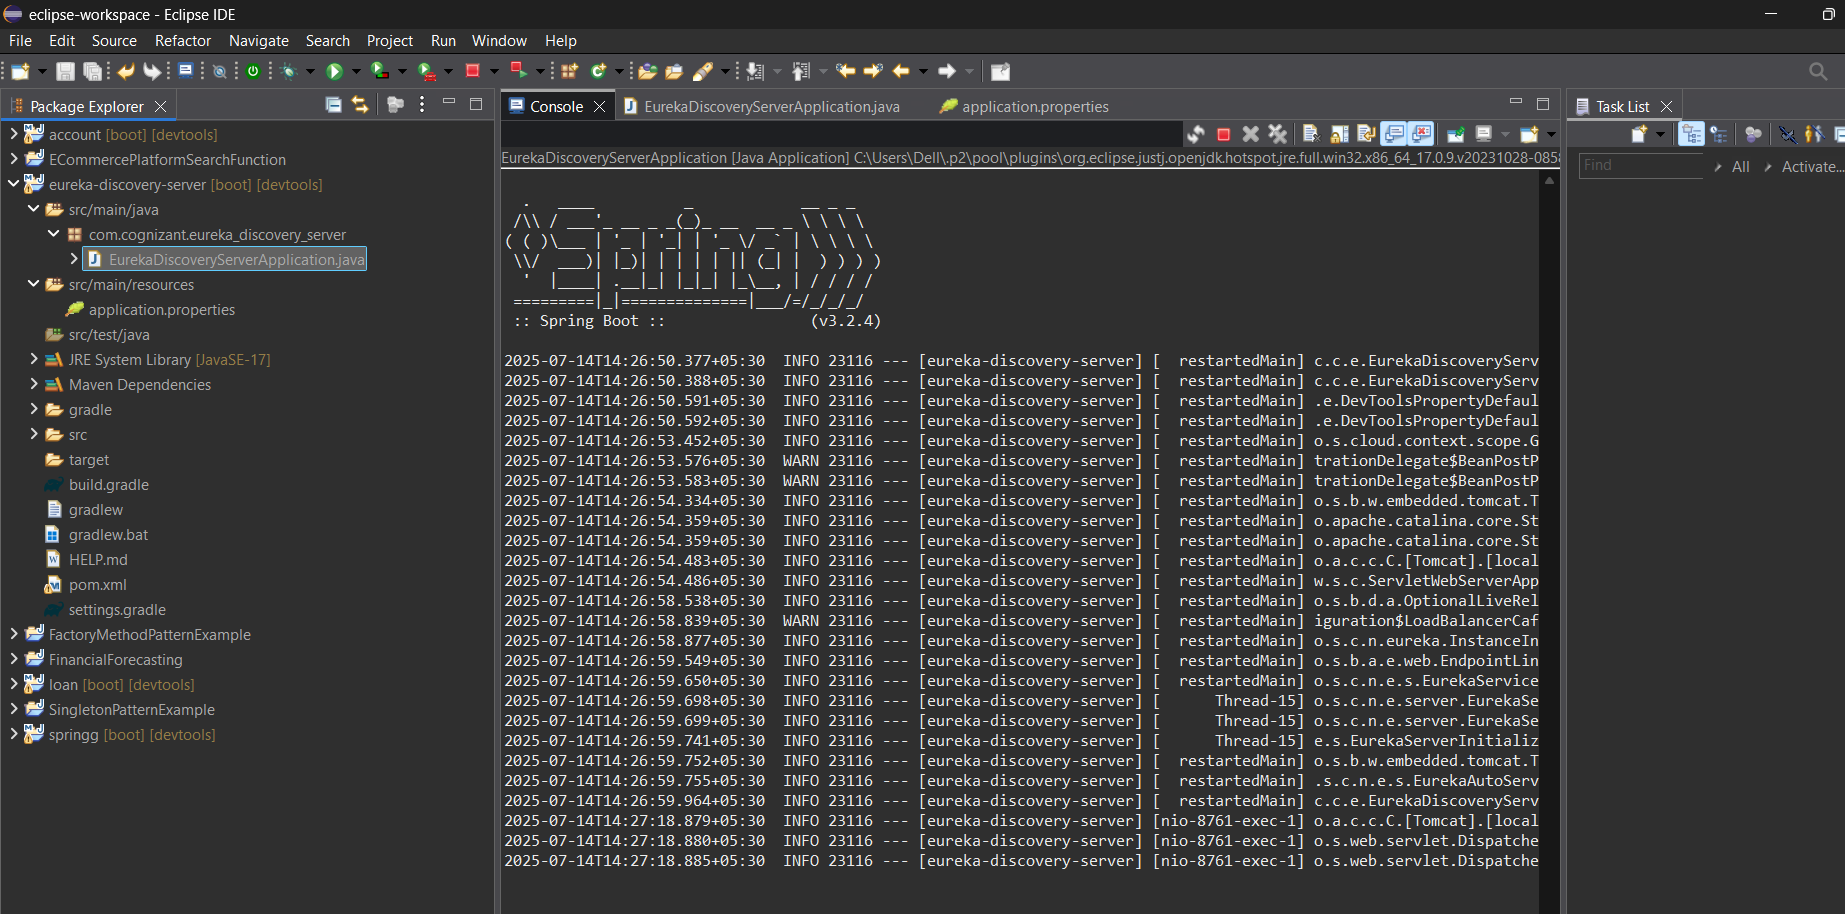 eclipse-workspace - Eclipse IDE
File Edit Source Refactor Navigate Search Project Run Window Help
Package Explorer
account [boot] [devtools]
ECommercePlatformSearchFunction
eureka-discovery-server [boot] [devtools]
src/main/java
com.cognizant.eureka_discovery_server
EurekaDiscoveryServerApplication.java
src/main/resources
application.properties
src/test/java
JRE System Library [JavaSE-17]
Maven Dependencies
gradle
src
target
build.gradle
gradlew
gradlew.bat
HELP.md
pom.xml
settings.gradle
FactoryMethodPatternExample
FinancialForecasting
loan [boot] [devtools]
SingletonPatternExample
springg [boot] [devtools]
Console EurekaDiscoveryServerApplication.java application.properties
EurekaDiscoveryServerApplication [Java Application] C:\Users\Dell\.p2\pool\plugins\org.eclipse.justj.openjdk.hotspot.jre.full.win32.x86_64_17.0.9.v20231028-085
Spring
:: Spring Boot :: (v3.2.4)
2025-07-14T14:26:50.377+05:30 INFO 23116 --- [eureka-discovery-server] [ restartedMain] c.c.e.EurekaDiscoveryServ
2025-07-14T14:26:50.388+05:30 INFO 23116 --- [eureka-discovery-server] [ restartedMain] c.c.e.EurekaDiscoveryServ
2025-07-14T14:26:50.591+05:30 INFO 23116 --- [eureka-discovery-server] [ restartedMain] .e.DevToolsPropertyDefaul
2025-07-14T14:26:50.592+05:30 INFO 23116 --- [eureka-discovery-server] [ restartedMain] .e.DevToolsPropertyDefaul
2025-07-14T14:26:53.452+05:30 INFO 23116 --- [eureka-discovery-server] [ restartedMain] o.s.cloud.context.scope.G
2025-07-14T14:26:53.576+05:30 WARN 23116 --- [eureka-discovery-server] [ restartedMain] trationDelegate$BeanPostP
2025-07-14T14:26:53.583+05:30 WARN 23116 --- [eureka-discovery-server] [ restartedMain] trationDelegate$BeanPostP
2025-07-14T14:26:54.334+05:30 INFO 23116 --- [eureka-discovery-server] [ restartedMain] o.s.b.w.embedded.tomcat.T
2025-07-14T14:26:54.359+05:30 INFO 23116 --- [eureka-discovery-server] [ restartedMain] o.apache.catalina.core.St
2025-07-14T14:26:54.359+05:30 INFO 23116 --- [eureka-discovery-server] [ restartedMain] o.apache.catalina.core.St
2025-07-14T14:26:54.483+05:30 INFO 23116 --- [eureka-discovery-server] [ restartedMain] o.a.c.c.C.[Tomcat].[local
2025-07-14T14:26:54.486+05:30 INFO 23116 --- [eureka-discovery-server] [ restartedMain] w.s.c.ServletWebServerApp
2025-07-14T14:26:58.538+05:30 INFO 23116 --- [eureka-discovery-server] [ restartedMain] o.s.b.d.a.OptionalLiveRel
2025-07-14T14:26:58.839+05:30 WARN 23116 --- [eureka-discovery-server] [ restartedMain] iguration$LoadBalancerCaf
2025-07-14T14:26:58.877+05:30 INFO 23116 --- [eureka-discovery-server] [ restartedMain] o.s.c.n.eureka.InstanceIn
2025-07-14T14:26:59.549+05:30 INFO 23116 --- [eureka-discovery-server] [ restartedMain] o.s.b.a.e.web.EndpointLin
2025-07-14T14:26:59.650+05:30 INFO 23116 --- [eureka-discovery-server] [ restartedMain] o.s.c.n.e.s.EurekaService
2025-07-14T14:26:59.698+05:30 INFO 23116 --- [eureka-discovery-server] [ Thread-15] o.s.c.n.e.server.EurekaSe
2025-07-14T14:26:59.699+05:30 INFO 23116 --- [eureka-discovery-server] [ Thread-15] o.s.c.n.e.server.EurekaSe
2025-07-14T14:26:59.741+05:30 INFO 23116 --- [eureka-discovery-server] [ Thread-15] e.s.EurekaServerInitializ
2025-07-14T14:26:59.752+05:30 INFO 23116 --- [eureka-discovery-server] [ restartedMain] o.s.b.w.embedded.tomcat.T
2025-07-14T14:26:59.755+05:30 INFO 23116 --- [eureka-discovery-server] [ restartedMain] .s.c.n.e.s.EurekaAutoServ
2025-07-14T14:26:59.964+05:30 INFO 23116 --- [eureka-discovery-server] [ restartedMain] c.c.e.EurekaDiscoveryServ
2025-07-14T14:27:18.879+05:30 INFO 23116 --- [eureka-discovery-server] [nio-8761-exec-1] o.a.c.c.C.[Tomcat].[local
2025-07-14T14:27:18.880+05:30 INFO 23116 --- [eureka-discovery-server] [nio-8761-exec-1] o.s.web.servlet.Dispatche
2025-07-14T14:27:18.885+05:30 INFO 23116 --- [eureka-discovery-server] [nio-8761-exec-1] o.s.web.servlet.Dispatche
Task List
Find All Activate...